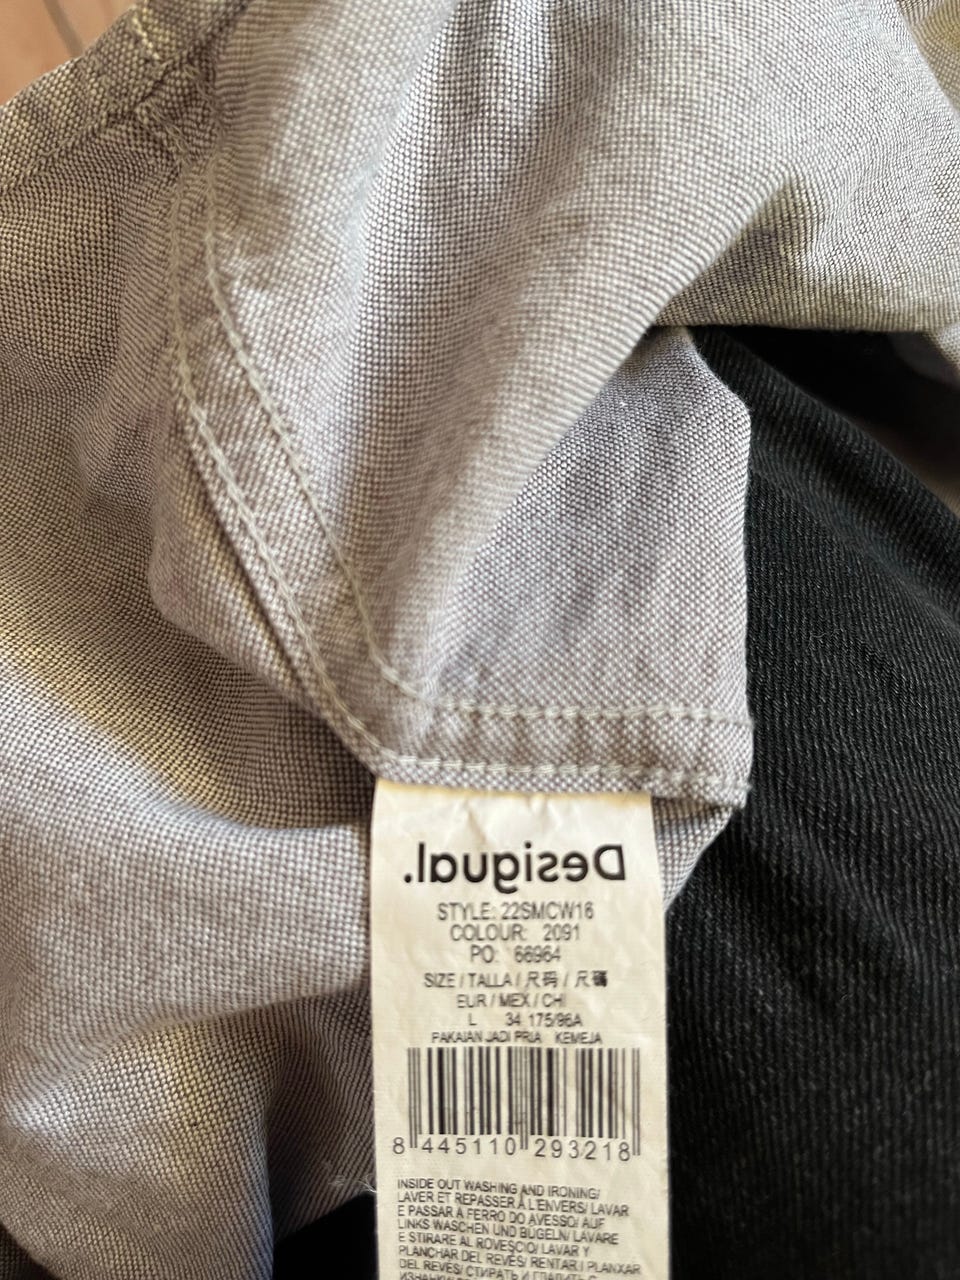 Desigual.
STYLE: 22SMCW16
COLOUR: 2091
PO: 66964
SIZE / TALLA / 尺码 / 尺碼
EUR / MEX / CHI
L 34 175/96A
PAKAIAN JADI PRIA KEMEJA
8 445110 293218
INSIDE OUT WASHING AND IRONING/
LAVER ET REPASSER À L'ENVERS/ LAVAR
E PASSAR A FERRO DO AVESSO/ AUF
LINKS WASCHEN UND BÜGELN/ LAVARE
E STIRARE AL ROVESCIO/ LAVAR Y
PLANCHAR DEL REVÉS/ RENTAR I PLANXAR
DEL REVÉS/ СТИРАТЬ И ГЛАДИТЬ С